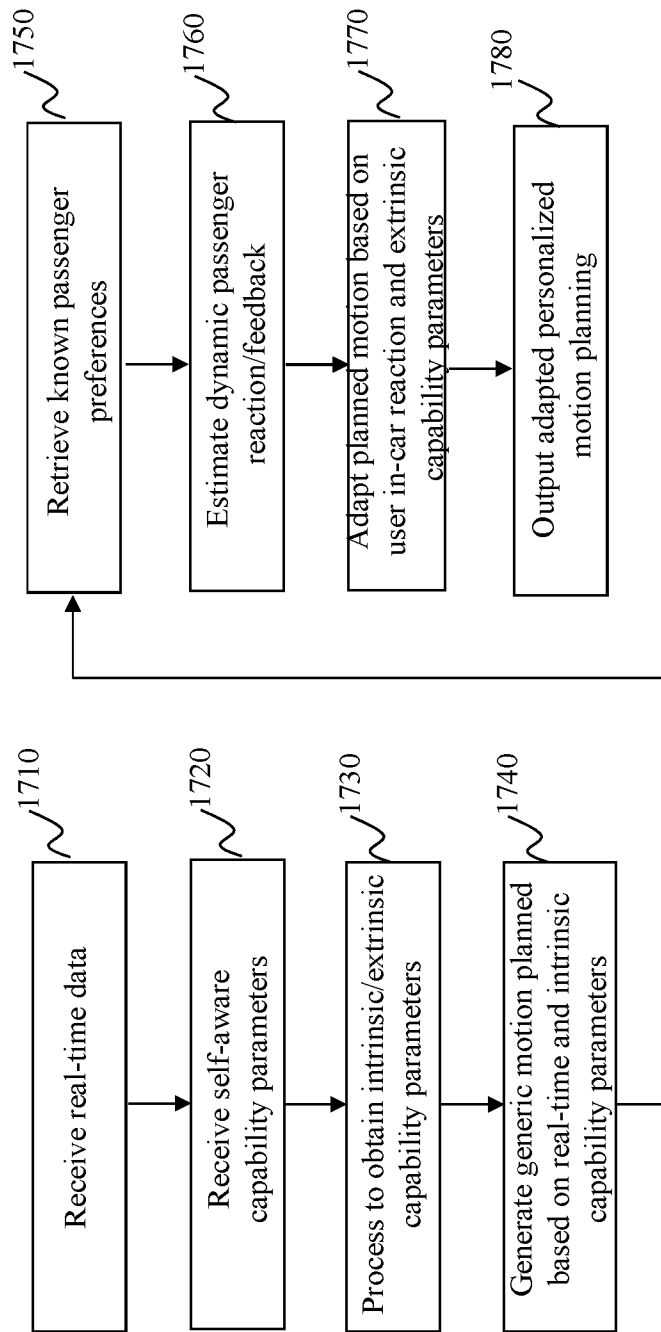 Receive real-time data
1710
Receive self-aware
capability parameters
1720
Process to obtain intrinsic/extrinsic
capability parameters
1730
Generate generic motion planned
based on real-time and intrinsic
capability parameters
1740
Retrieve known passenger
preferences
1750
Estimate dynamic passenger
reaction/feedback
1760
Adapt planned motion based on
user in-car reaction and extrinsic
capability parameters
1770
Output adapted personalized
motion planning
1780